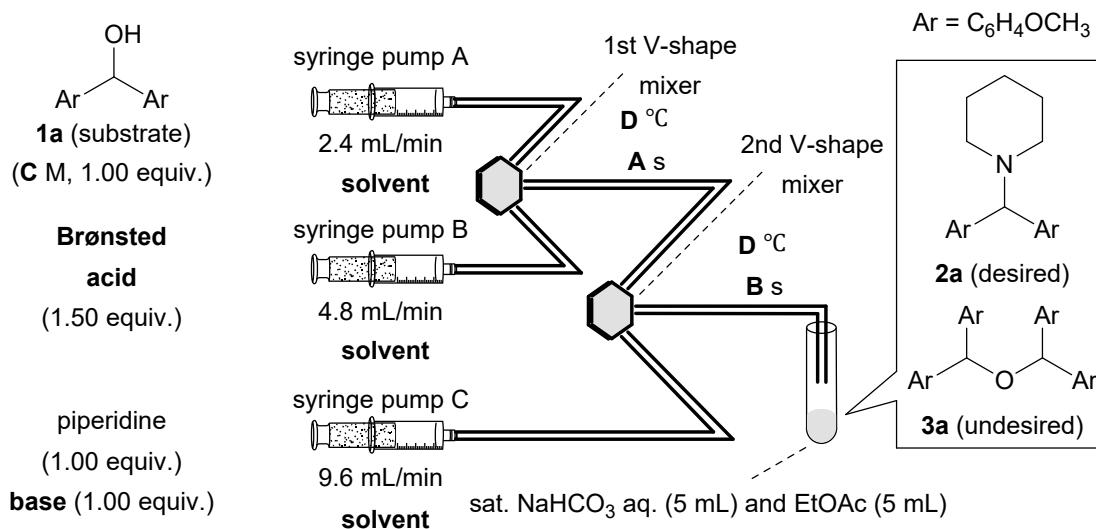 OH
Ar Ar
1a (substrate)
(C M, 1.00 equiv.)
Brønsted
acid
(1.50 equiv.)
piperidine
(1.00 equiv.)
base (1.00 equiv.)
syringe pump A
2.4 mL/min
solvent
syringe pump B
4.8 mL/min
solvent
syringe pump C
9.6 mL/min
solvent
1st V-shape
mixer
D °C
A s
2nd V-shape
mixer
D °C
B s
sat. NaHCO₃ aq. (5 mL) and EtOAc (5 mL)
Ar = C₆H₄OCH₃
N
Ar Ar
2a (desired)
Ar Ar
Ar O Ar
3a (undesired)